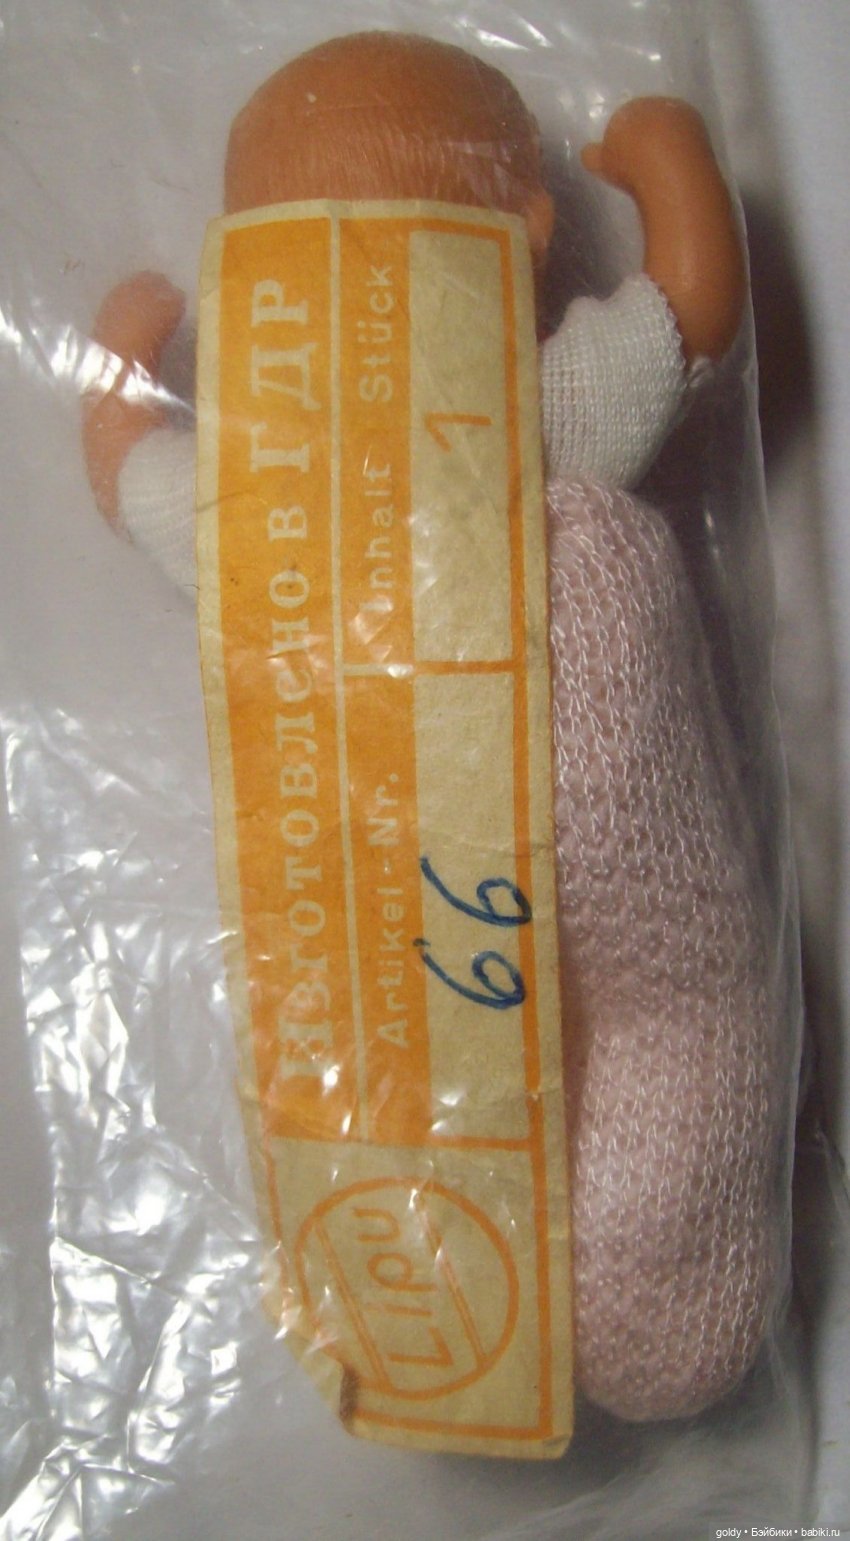 Изготовлено в ГДР
Artikel-Nr.
Inhalt Stück
66
1
Lipu
goldy • Бэйбики • babiki.ru